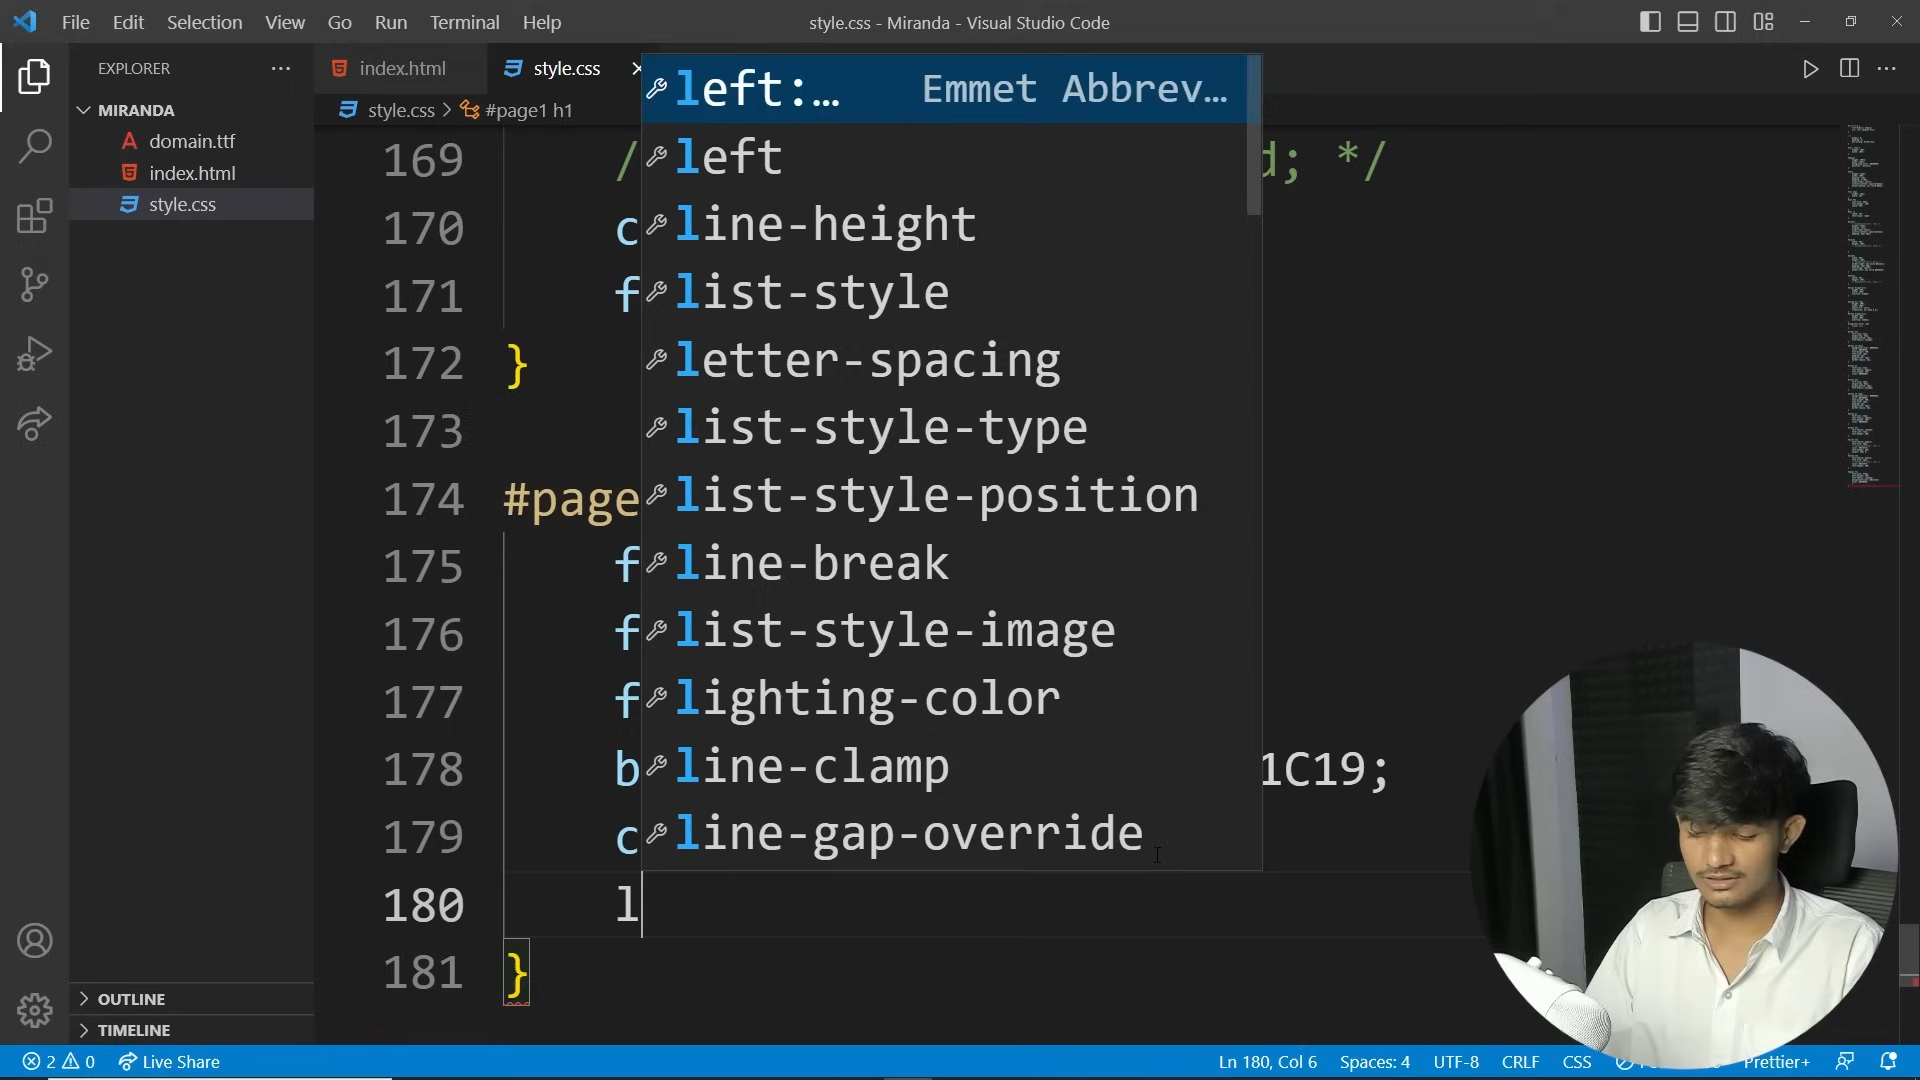 File Edit Selection View Go Run Terminal Help
style.css - Miranda - Visual Studio Code
EXPLORER
MIRANDA
domain.ttf
index.html
style.css
OUTLINE
TIMELINE
index.html
style.css
style.css > #page1 h1
169 / d; */
170 c
171 f
172 }
173
174 #page
175 f
176 f
177 f
178 b 1C19;
179 c
180 l
181 }
left:… Emmet Abbrev…
left
line-height
list-style
letter-spacing
list-style-type
list-style-position
line-break
list-style-image
lighting-color
line-clamp
line-gap-override
2 0 Live Share
Ln 180, Col 6 Spaces: 4 UTF-8 CRLF CSS Prettier+